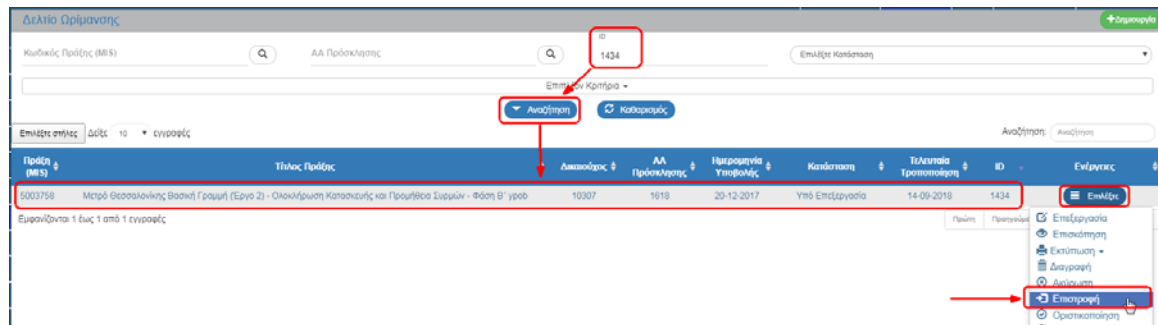 Δελτίο Ωρίμανσης
+Δημιουργία
Κωδικός Πράξης (MIS)
ΑΑ Πρόσκλησης
ID
1434
Επιλέξτε Κατάσταση
Επιπλέον Κριτήρια
Αναζήτηση
Καθαρισμός
Επιλέξτε στήλες Δείξε 10 εγγραφές
Αναζήτηση: Αναζήτηση
Πράξη (MIS) Τίτλος Πράξης Δικαιούχος ΑΑ Πρόσκλησης Ημερομηνία Υποβολής Κατάσταση Τελευταία Τροποποίηση ID Ενέργειες
5003758 Μετρό Θεσσαλονίκης Βασική Γραμμή (Έργο 2) - Ολοκλήρωση Κατασκευής και Προμήθεια Συρμών - Φάση Β΄ γροθ 10307 1618 20-12-2017 Υπό Επεξεργασία 14-09-2018 1434 Επιλέξτε
Εμφανίζονται 1 έως 1 από 1 εγγραφές
Πρώτη
Επεξεργασία
Επισκόπηση
Εκτύπωση
Διαγραφή
Ακύρωση
Επιστροφή
Οριστικοποίηση